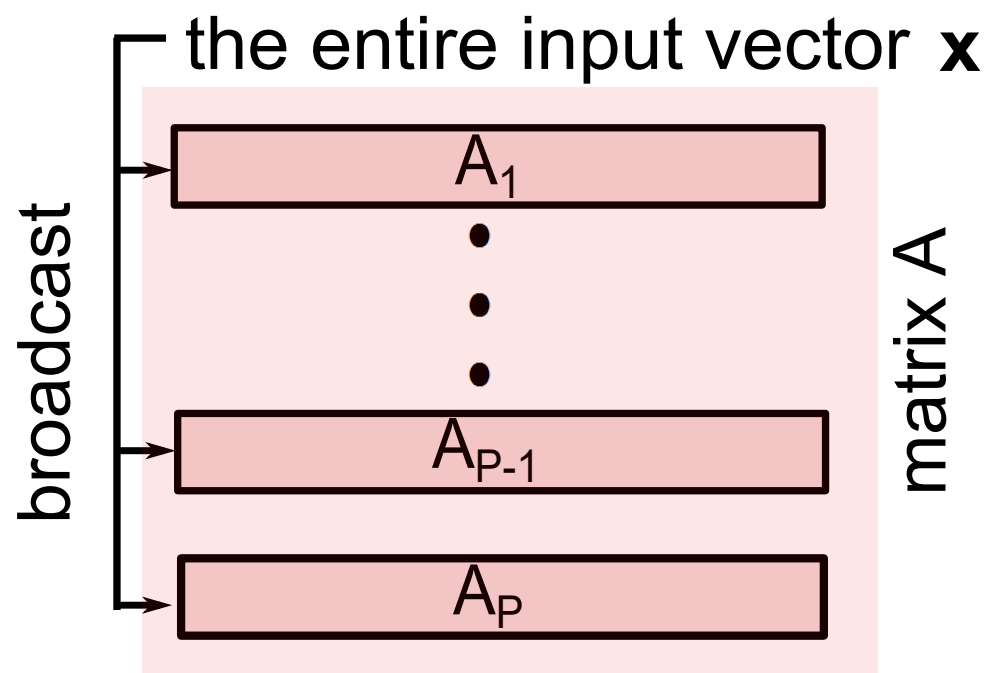 the entire input vector x
broadcast
A1
AP-1
AP
matrix A